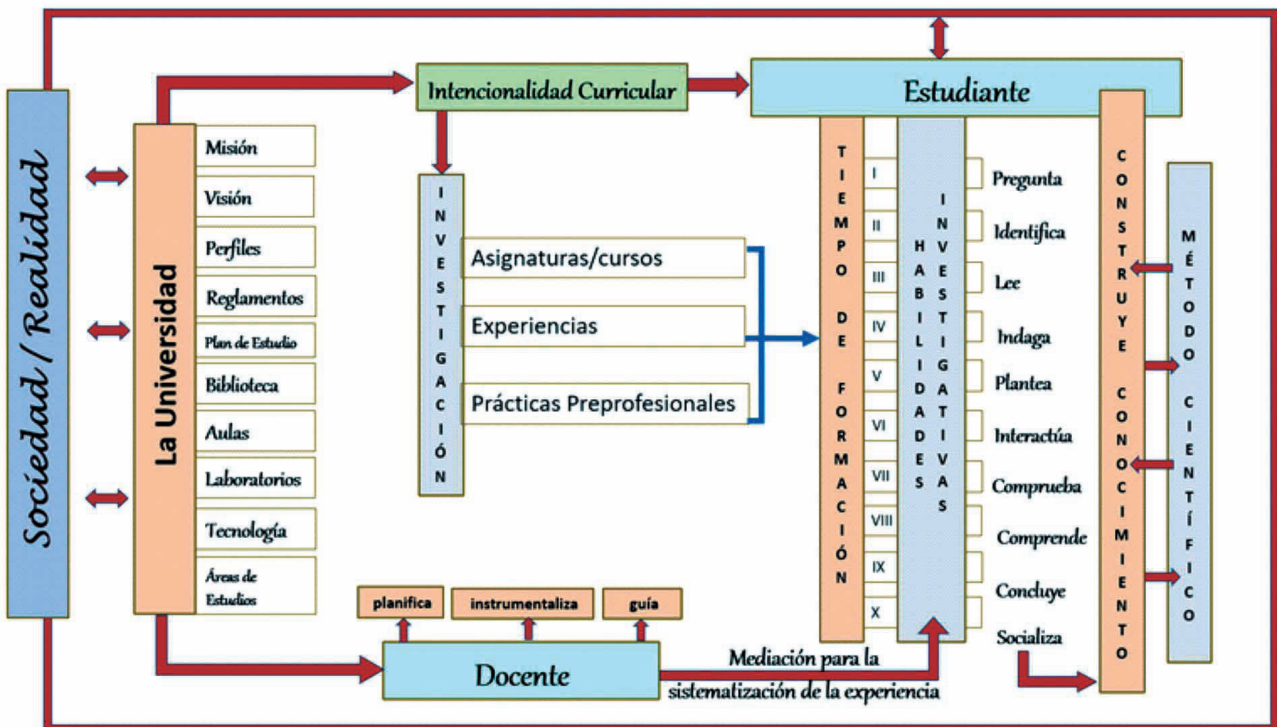 Sociedad / Realidad
La Universidad
Misión
Visión
Perfiles
Reglamentos
Plan de Estudio
Biblioteca
Aulas
Laboratorios
Tecnología
Áreas de
Estudios
Intencionalidad Curricular
INVESTIGACIÓN
Asignaturas/cursos
Experiencias
Prácticas Preprofesionales
planifica
instrumentaliza
guía
Docente
Mediación para la
sistematización de la experiencia
Estudiante
TIEMPO DE FORMACIÓN
I
II
III
IV
V
VI
VII
VIII
IX
X
HABILIDADES
INVESTIGATIVAS
Pregunta
Identifica
Lee
Indaga
Plantea
Interactúa
Comprueba
Comprende
Concluye
Socializa
CONSTRUYE CONOCIMIENTO
MÉTODO CIENTÍFICO